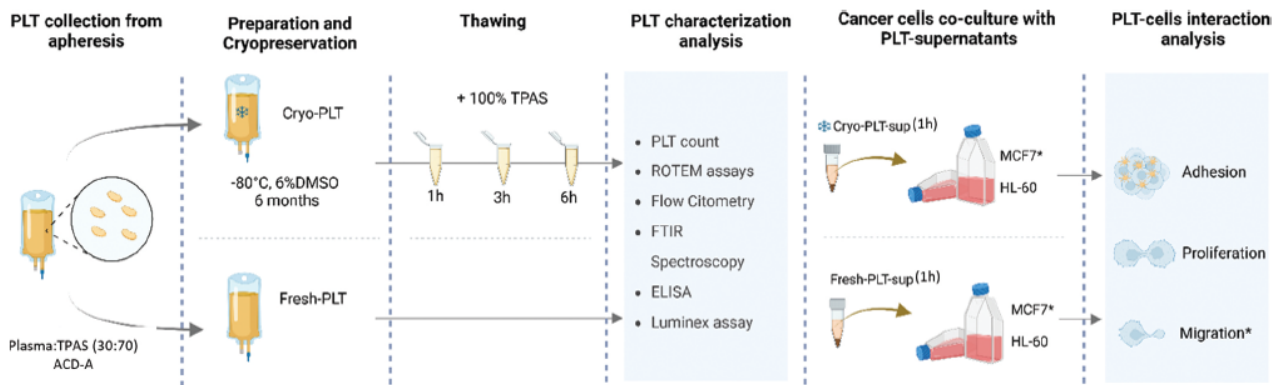 PLT collection from
apheresis
Preparation and
Cryopreservation
Thawing
PLT characterization
analysis
Cancer cells co-culture with
PLT-supernatants
PLT-cells interaction
analysis
Cryo-PLT
-80°C, 6%DMSO
6 months
+ 100% TPAS
1h
3h
6h
• PLT count
• ROTEM assays
• Flow Citometry
• FTIR
Spectroscopy
• ELISA
• Luminex assay
Cryo-PLT-sup (1h)
MCF7*
HL-60
Adhesion
Proliferation
Migration*
Fresh-PLT
Fresh-PLT-sup (1h)
MCF7*
HL-60
Plasma:TPAS (30:70)
ACD-A